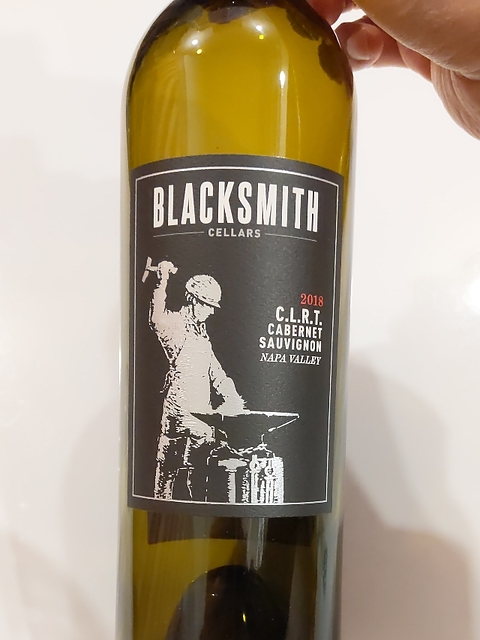 BLACKSMITH
CELLARS
2018
C.L.R.T.
CABERNET
SAUVIGNON
NAPA VALLEY